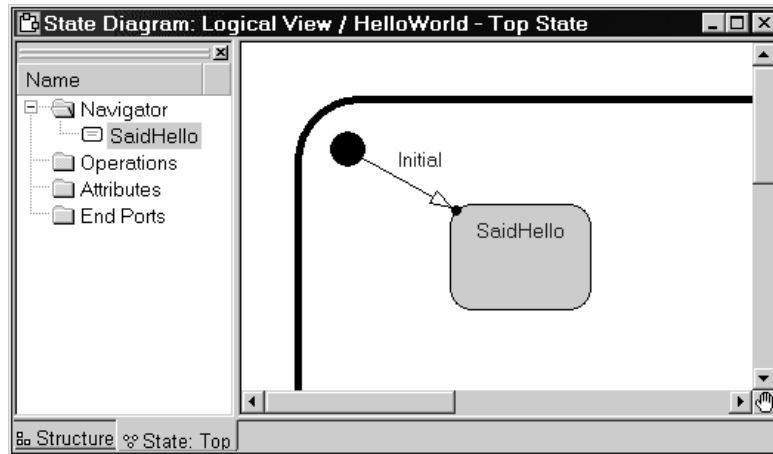 State Diagram: Logical View / HelloWorld - Top State
Name
Navigator
SaidHello
Operations
Attributes
End Ports
Initial
SaidHello
Structure
State: Top